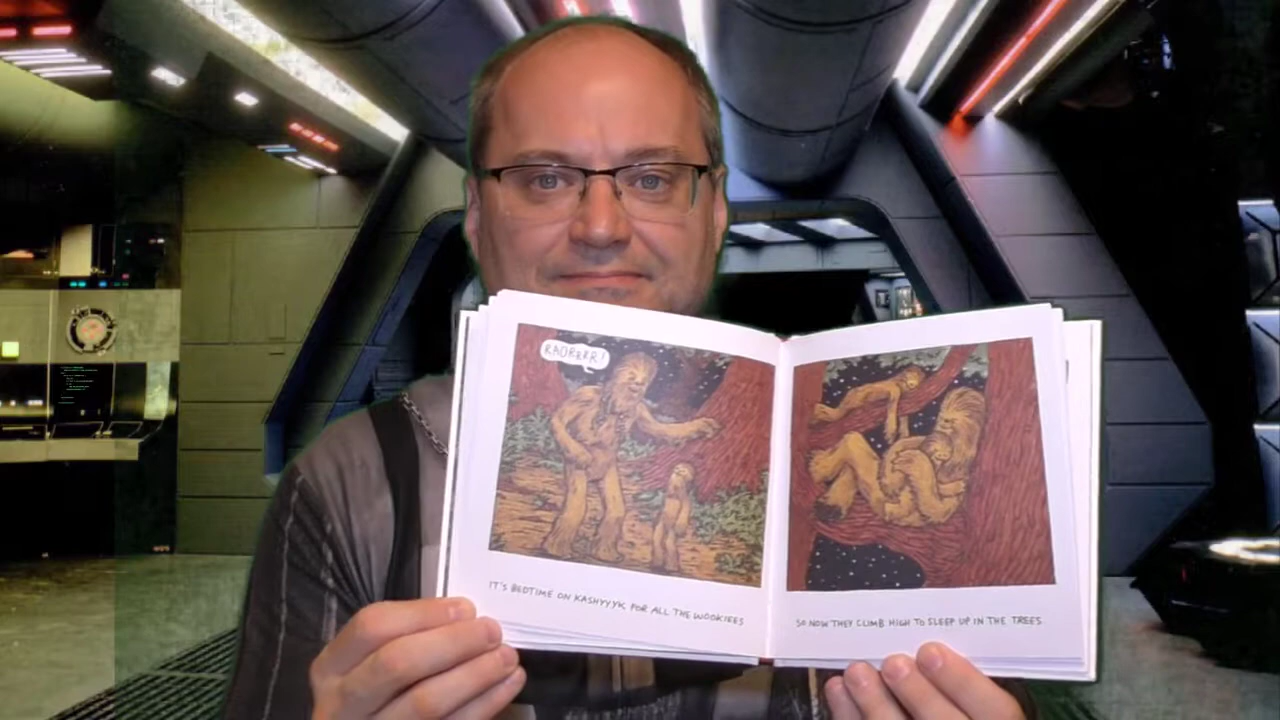 RAORRRR!
IT'S BEDTIME ON KASHYYYK, FOR ALL THE WOOKIEES
SO NOW THEY CLIMB HIGH TO SLEEP UP IN THE TREES